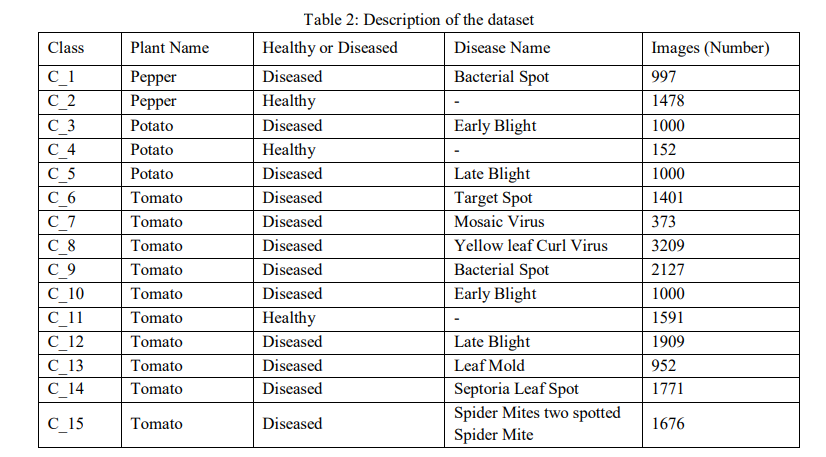 Table 2: Description of the dataset
Class Plant Name Healthy or Diseased Disease Name Images (Number)
C_1 Pepper Diseased Bacterial Spot 997
C_2 Pepper Healthy - 1478
C_3 Potato Diseased Early Blight 1000
C_4 Potato Healthy - 152
C_5 Potato Diseased Late Blight 1000
C_6 Tomato Diseased Target Spot 1401
C_7 Tomato Diseased Mosaic Virus 373
C_8 Tomato Diseased Yellow leaf Curl Virus 3209
C_9 Tomato Diseased Bacterial Spot 2127
C_10 Tomato Diseased Early Blight 1000
C_11 Tomato Healthy - 1591
C_12 Tomato Diseased Late Blight 1909
C_13 Tomato Diseased Leaf Mold 952
C_14 Tomato Diseased Septoria Leaf Spot 1771
C_15 Tomato Diseased Spider Mites two spotted
Spider Mite 1676